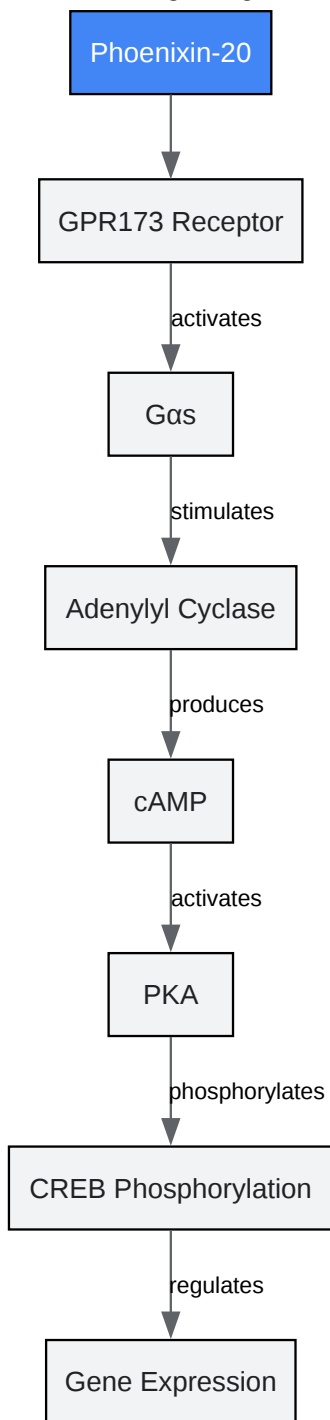 Phoenixin-20
GPR173 Receptor
activates
Gαs
stimulates
Adenylyl Cyclase
produces
cAMP
activates
PKA
phosphorylates
CREB Phosphorylation
regulates
Gene Expression